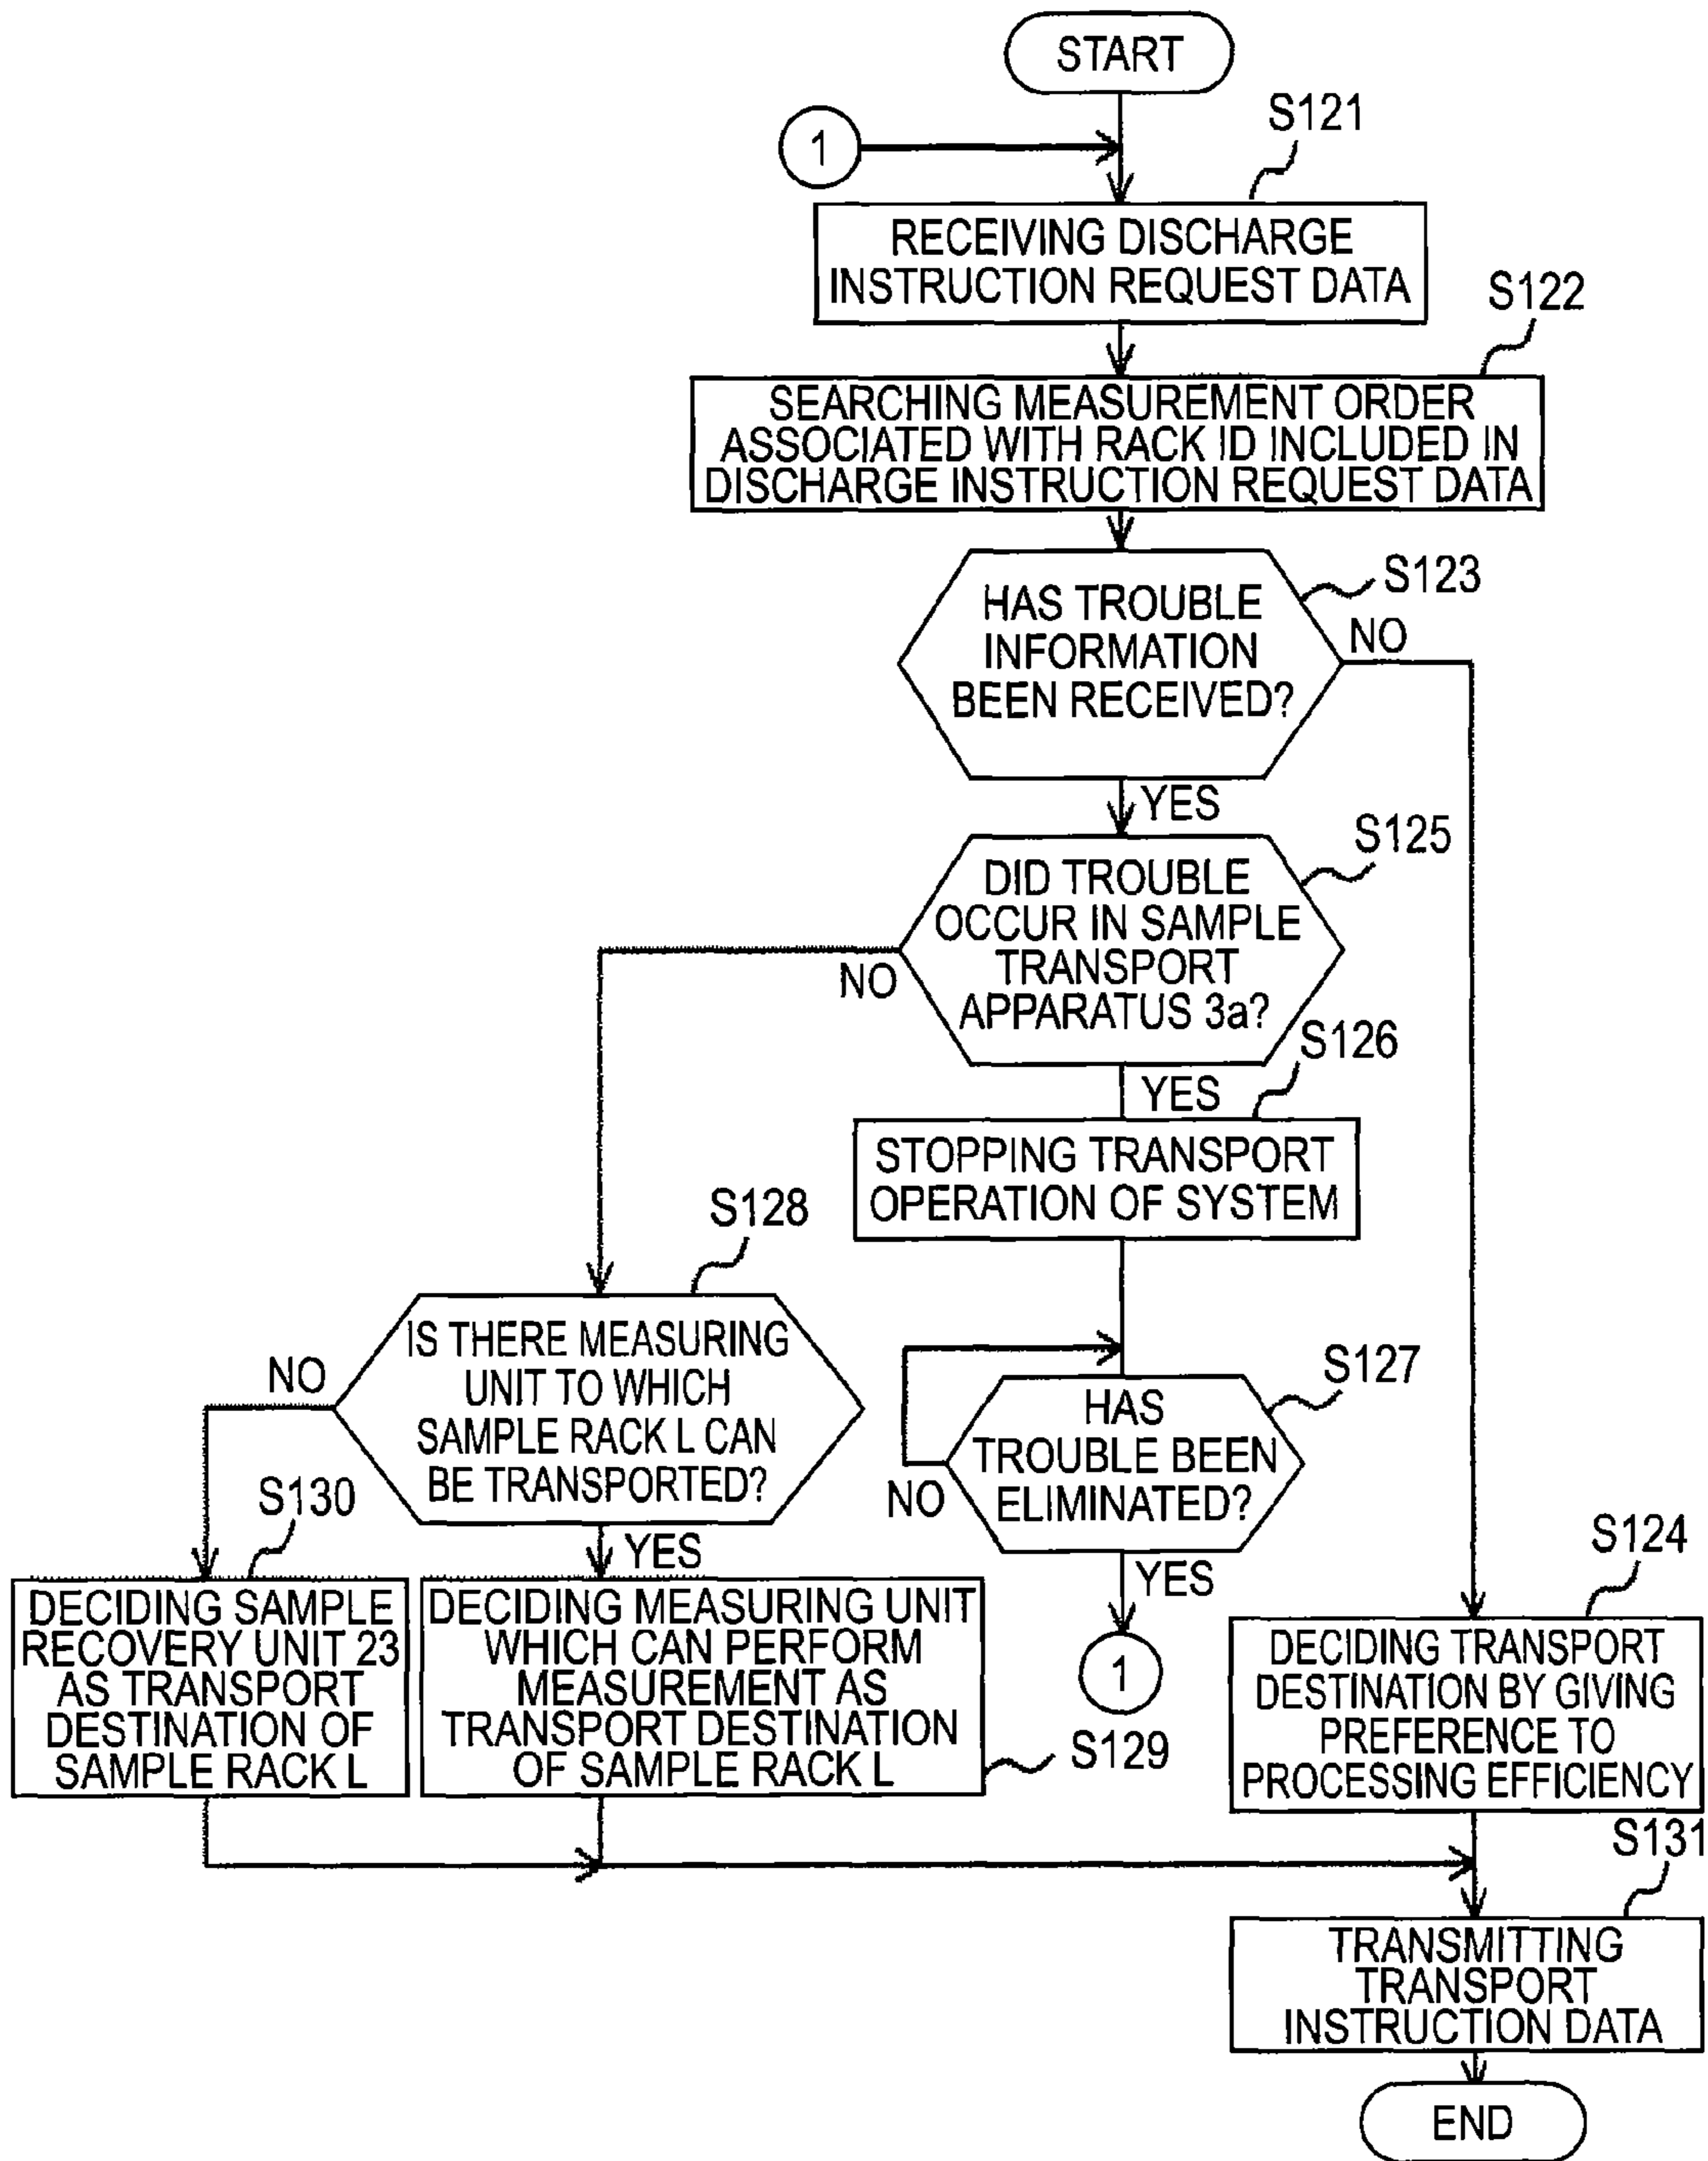 START
1
S121
RECEIVING DISCHARGE
INSTRUCTION REQUEST DATA
S122
SEARCHING MEASUREMENT ORDER
ASSOCIATED WITH RACK ID INCLUDED IN
DISCHARGE INSTRUCTION REQUEST DATA
S123
HAS TROUBLE
INFORMATION
BEEN RECEIVED?
NO
YES
S125
DID TROUBLE
OCCUR IN SAMPLE
TRANSPORT
APPARATUS 3a?
NO
YES
S126
STOPPING TRANSPORT
OPERATION OF SYSTEM
S128
IS THERE MEASURING
UNIT TO WHICH
SAMPLE RACK L CAN
BE TRANSPORTED?
NO
YES
S127
HAS
TROUBLE BEEN
ELIMINATED?
NO
YES
1
S130
DECIDING SAMPLE
RECOVERY UNIT 23
AS TRANSPORT
DESTINATION OF
SAMPLE RACK L
DECIDING MEASURING UNIT
WHICH CAN PERFORM
MEASUREMENT AS
TRANSPORT DESTINATION
OF SAMPLE RACK L
S129
S124
DECIDING TRANSPORT
DESTINATION BY GIVING
PREFERENCE TO
PROCESSING EFFICIENCY
S131
TRANSMITTING
TRANSPORT
INSTRUCTION DATA
END